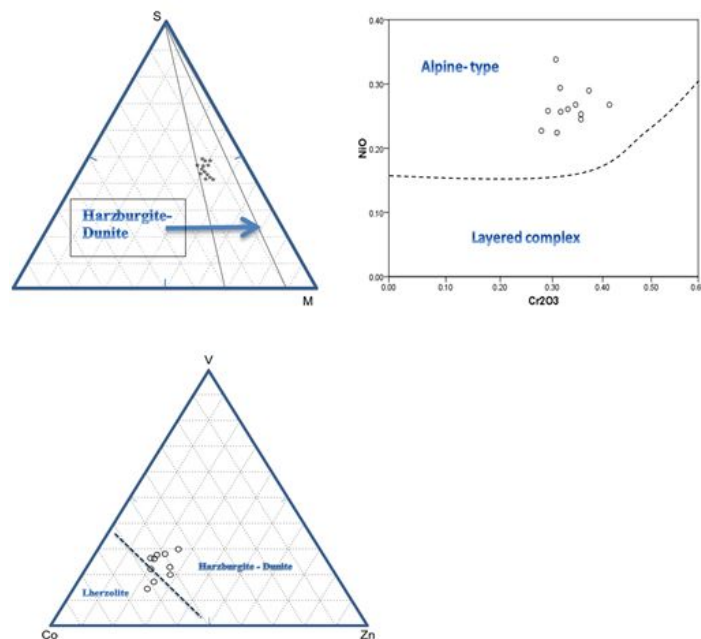 S
Harzburgite-
Dunite
M
0.40
0.30
0.20
0.10
0.00
NiO
Alpine- type
Layered complex
0.00
0.10
0.20
0.30
0.40
0.50
0.60
Cr2O3
V
Harzburgite - Dunite
Lherzolite
Co
Zn